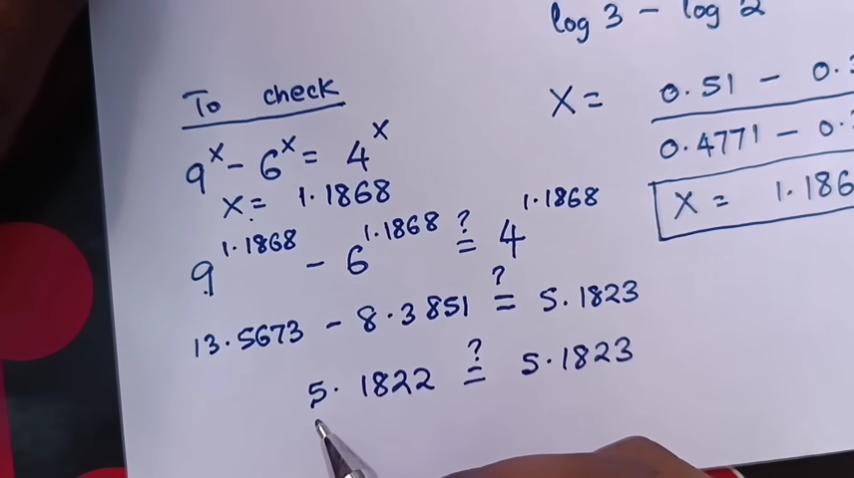 log 3 - log 2
To check
9^x - 6^x = 4^x
x = 1.1868
9^1.1868 - 6^1.1868 ?= 4^1.1868
13.5673 - 8.3851 ?= 5.1823
5.1822 ?= 5.1823
X = 0.51 - 0.
0.4771 - 0.
X = 1.186